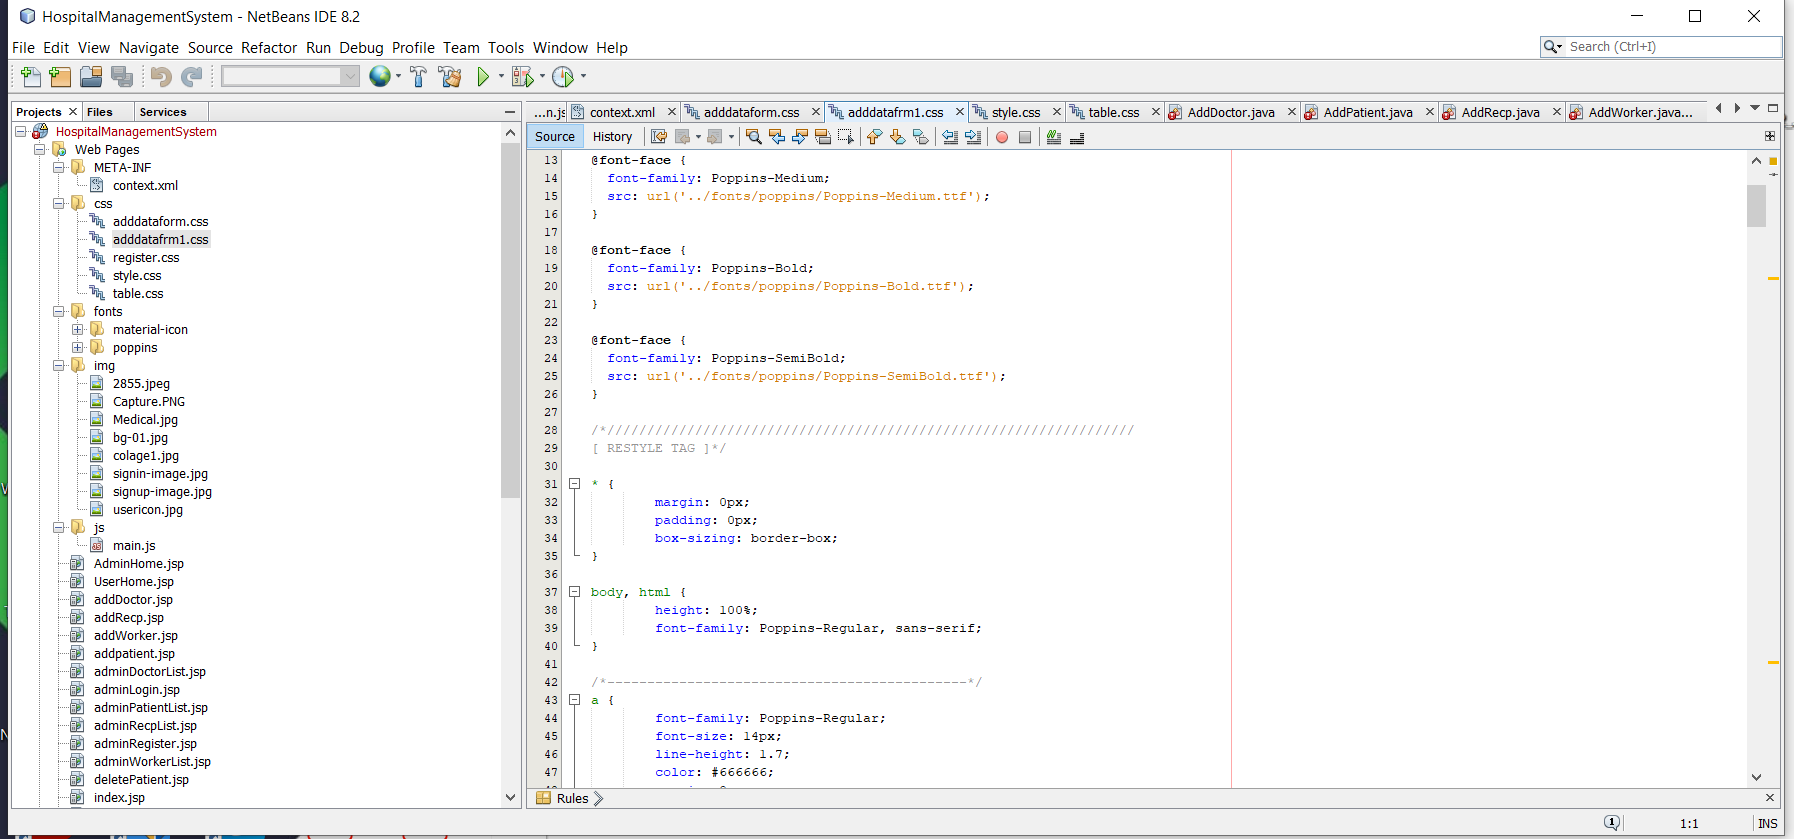 HospitalManagementSystem - NetBeans IDE 8.2
File Edit View Navigate Source Refactor Run Debug Profile Team Tools Window Help
Search (Ctrl+I)
Projects Files Services
HospitalManagementSystem
Web Pages
META-INF
context.xml
css
adddataform.css
adddatafrm1.css
register.css
style.css
table.css
fonts
material-icon
poppins
img
2855.jpeg
Capture.PNG
Medical.jpg
bg-01.jpg
colage1.jpg
signin-image.jpg
signup-image.jpg
usericon.jpg
js
main.js
AdminHome.jsp
UserHome.jsp
addDoctor.jsp
addRecp.jsp
addWorker.jsp
addpatient.jsp
adminDoctorList.jsp
adminLogin.jsp
adminPatientList.jsp
adminRecpList.jsp
adminRegister.jsp
adminWorkerList.jsp
deletePatient.jsp
index.jsp
...n.js context.xml adddataform.css adddatafrm1.css style.css table.css AddDoctor.java AddPatient.java AddRecp.java AddWorker.java...
Source History
13 @font-face {
14 font-family: Poppins-Medium;
15 src: url('../fonts/poppins/Poppins-Medium.ttf');
16 }
17
18 @font-face {
19 font-family: Poppins-Bold;
20 src: url('../fonts/poppins/Poppins-Bold.ttf');
21 }
22
23 @font-face {
24 font-family: Poppins-SemiBold;
25 src: url('../fonts/poppins/Poppins-SemiBold.ttf');
26 }
27
28 /*//////////////////////////////////////////////////////////////////
29 [ RESTYLE TAG ]*/
30
31 * {
32 margin: 0px;
33 padding: 0px;
34 box-sizing: border-box;
35 }
36
37 body, html {
38 height: 100%;
39 font-family: Poppins-Regular, sans-serif;
40 }
41
42 /*---------------------------------------------*/
43 a {
44 font-family: Poppins-Regular;
45 font-size: 14px;
46 line-height: 1.7;
47 color: #666666;
Rules
1:1 INS